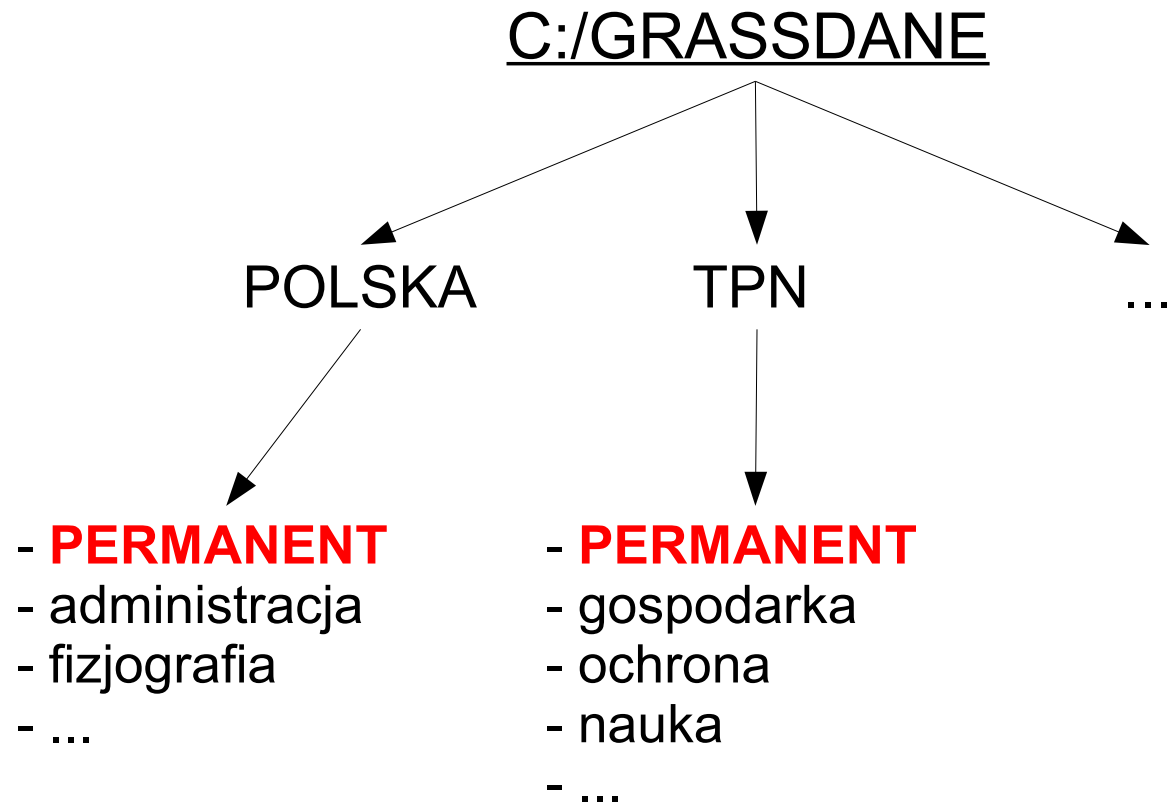 C:/GRASSDANE
POLSKA
TPN
...
- PERMANENT
- administracja
- fizjografia
- ...
- PERMANENT
- gospodarka
- ochrona
- nauka
- ...